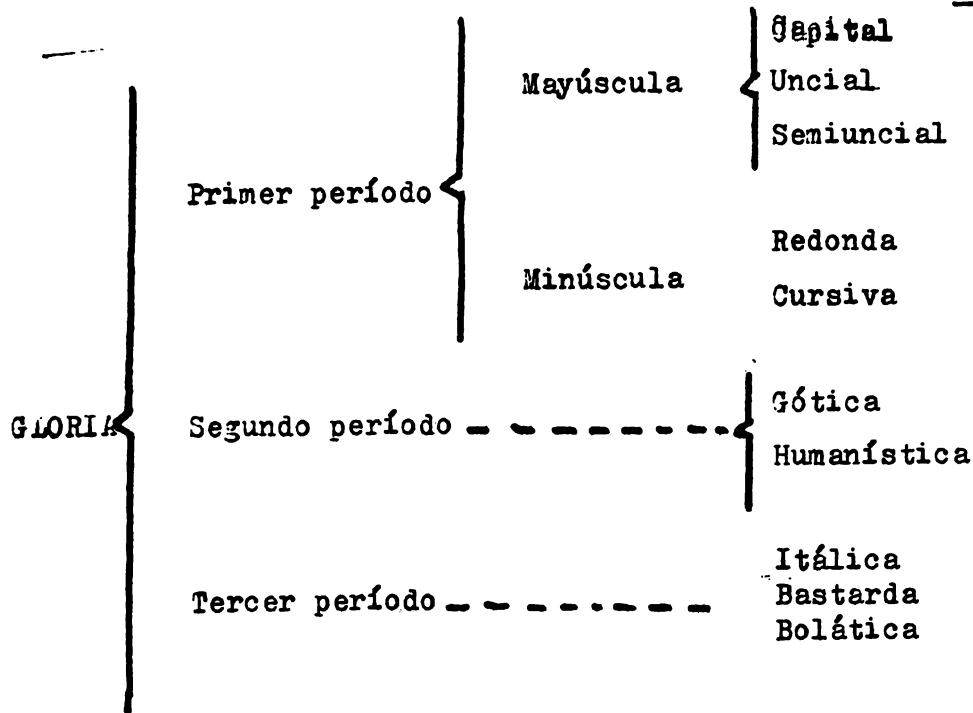 Capital
Mayúscula
Uncial
Semiuncial
Primer período
Redonda
Minúscula
Cursiva
GLORIA
Segundo período
Gótica
Humanística
Tercer período
Itálica
Bastarda
Bolática